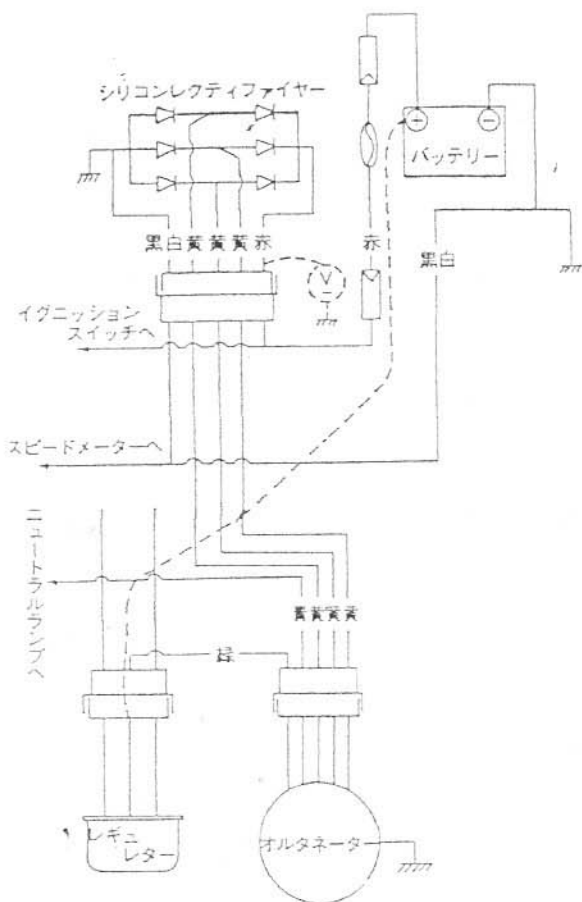 シリコンレクティファイヤー
バッテリー
黒白黄黄黄赤
赤
黒白
V
イグニッション
スイッチへ
スピードメーターへ
ニュートラルランプへ
黄黄黄
緑
レギュ
レター
オルタネータ